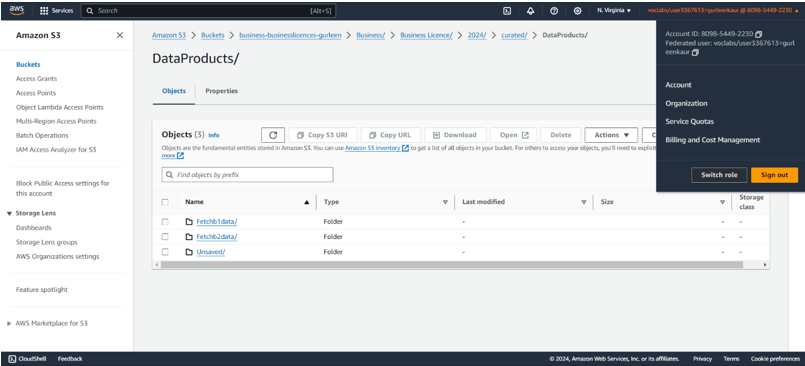 aws
Services
Search
[Alt+S]
N. Virginia
voclabs/user3367613=gurleenkaur @ 8098-5449-2230
Amazon S3
Buckets
Access Grants
Access Points
Object Lambda Access Points
Multi-Region Access Points
Batch Operations
IAM Access Analyzer for S3
Block Public Access settings for
this account
Storage Lens
Dashboards
Storage Lens groups
AWS Organizations settings
Feature spotlight
AWS Marketplace for S3
Amazon S3 > Buckets > business-businesslicences-gurleen > Business/ > Business Licence/ > 2024/ > curated/ > DataProducts/
DataProducts/
Objects
Properties
Objects (3) Info
Copy S3 URI
Copy URL
Download
Open
Delete
Actions
C
Objects are the fundamental entities stored in Amazon S3. You can use Amazon S3 inventory to get a list of all objects in your bucket. For others to access your objects, you'll need to explicit
more
Find objects by prefix
Name
Type
Last modified
Size
Storage
class
Fetchb1data/
Folder
-
-
-
Fetchb2data/
Folder
-
-
-
Unsaved/
Folder
-
-
-
Account ID: 8098-5449-2230
Federated user: voclabs/user3367613=gurl
eenkaur
Account
Organization
Service Quotas
Billing and Cost Management
Switch role
Sign out
CloudShell
Feedback
© 2024, Amazon Web Services, Inc. or its affiliates.
Privacy
Terms
Cookie preferences